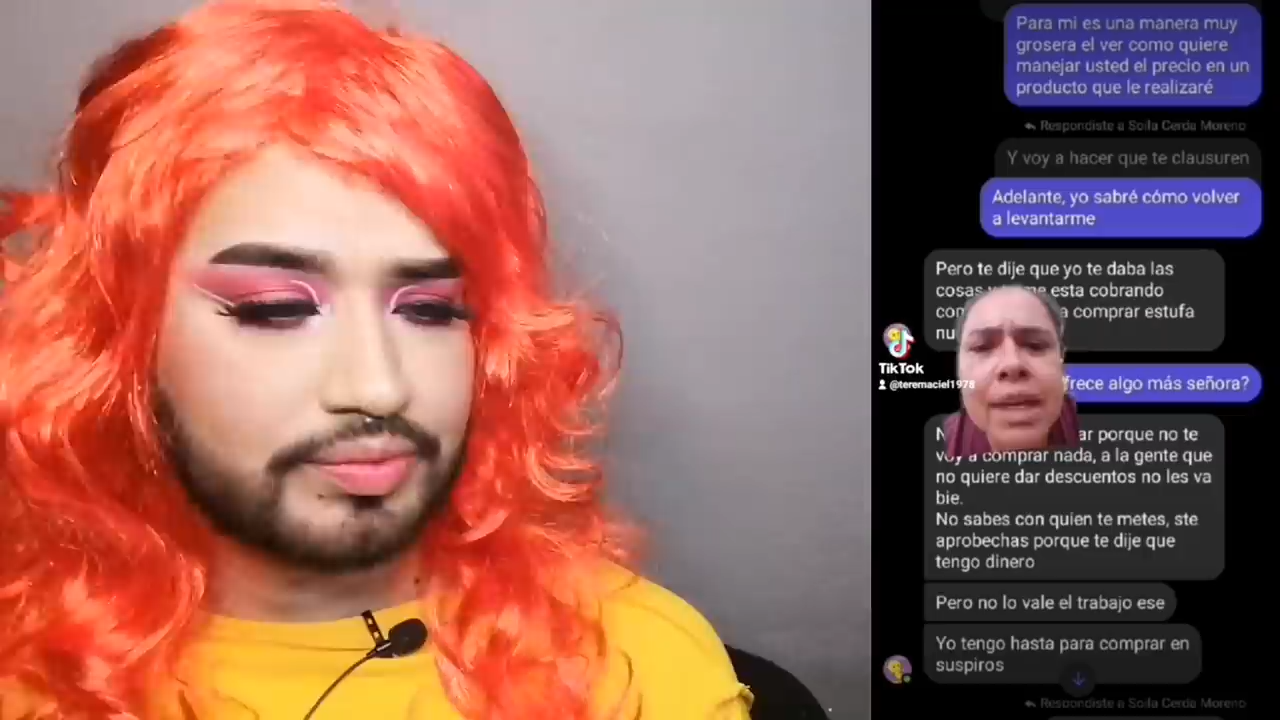 Para mi es una manera muy
grosera el ver como quiere
manejar usted el precio en un
producto que le realizaré
Respondiste a Soila Cerda Moreno
Y voy a hacer que te clausuren
Adelante, yo sabré cómo volver
a levantarme
Pero te dije que yo te daba las
cosas esta cobrando
comprar estufa
TikTok
@teremaciel1978
algo más señora?
porque no te
voy a comprar nada, a la gente que
no quiere dar descuentos no les va
bie.
No sabes con quien te metes, ste
aprobechas porque te dije que
tengo dinero
Pero no lo vale el trabajo ese
Yo tengo hasta para comprar en
suspiros
Respondiste a Soila Cerda Moreno